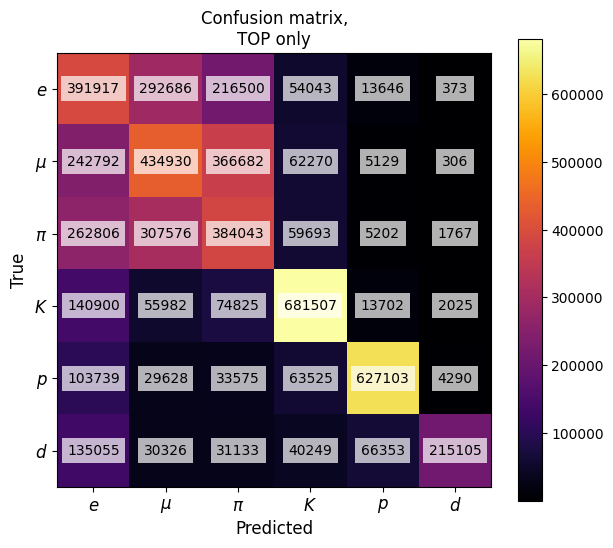 Confusion matrix,
TOP only
e 391917 292686 216500 54043 13646 373
μ 242792 434930 366682 62270 5129 306
π 262806 307576 384043 59693 5202 1767
K 140900 55982 74825 681507 13702 2025
p 103739 29628 33575 63525 627103 4290
d 135055 30326 31133 40249 66353 215105
e μ π K p d
Predicted
True
600000
500000
400000
300000
200000
100000